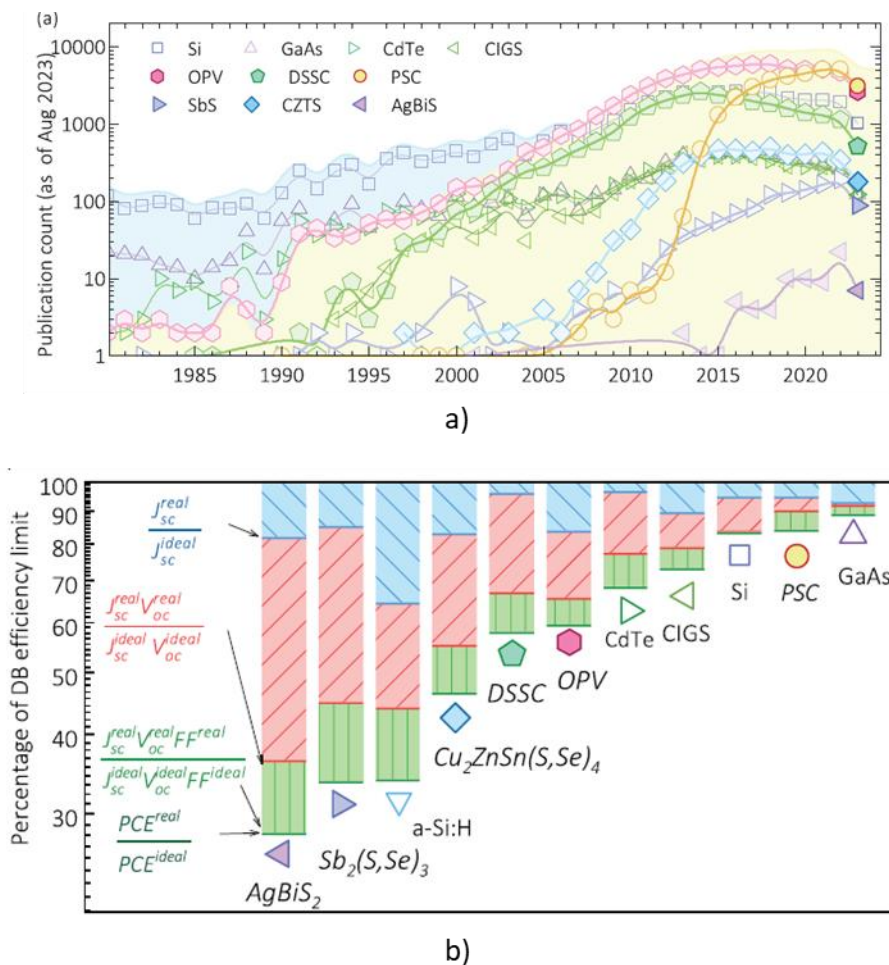 (a)
Publication count (as of Aug 2023)
10000
1000
100
10
1
Si GaAs CdTe CIGS
OPV DSSC PSC
SbS CZTS AgBiS
1985 1990 1995 2000 2005 2010 2015 2020
a)
Percentage of DB efficiency limit
100
90
80
70
60
50
40
30
J_sc^real
J_sc^ideal
J_sc^real V_oc^real
J_sc^ideal V_oc^ideal
J_sc^real V_oc^real FF^real
J_sc^ideal V_oc^ideal FF^ideal
PCE^real
PCE^ideal
AgBiS₂
Sb₂(S,Se)₃
a-Si:H
Cu₂ZnSn(S,Se)₄
DSSC
OPV
CdTe
CIGS
Si
PSC
GaAs
b)